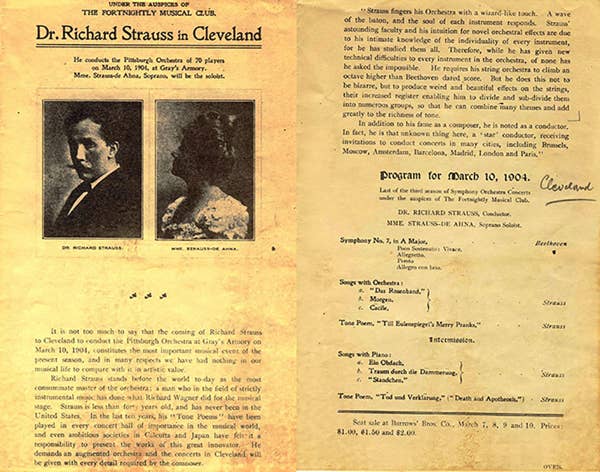 UNDER THE AUSPICES OF
THE FORTNIGHTLY MUSICAL CLUB.
Dr. Richard Strauss in Cleveland
He conducts the Pittsburgh Orchestra of 70 players
on March 10, 1904, at Gray's Armory.
Mme. Strauss-de Ahna, Soprano, will be the soloist.
DR. RICHARD STRAUSS.
MME. STRAUSS-DE AHNA.
It is not too much to say that the coming of Richard Strauss
to Cleveland to conduct the Pittsburgh Orchestra at Gray's Armory on
March 10, 1904, constitutes the most important musical event of the
present season, and in many respects we have had nothing in our
musical life to compare with it in artistic value.
Richard Strauss stands before the world to-day as the most
consummate master of the orchestra; a man who in the field of strictly
instrumental music has done what Richard Wagner did for the musical
stage. Strauss is less than forty years old, and has never been in the
United States. In the last ten years, his "Tone Poems" have been
played in every concert hall of importance in the musical world,
and even ambitious societies in Calcutta and Japan have felt it a
responsibility to present the works of this great innovator. He
demands an augmented orchestra and the concerts in Cleveland will
be given with every detail required by the composer.
"Strauss fingers his Orchestra with a wizard-like touch. A wave
of the baton, and the soul of each instrument responds. Strauss'
astounding faculty and his intuition for novel orchestral effects are due
to his intimate knowledge of the individuality of every instrument,
for he has studied them all. Therefore, while he has given new
technical difficulties to every instrument in the orchestra, of none has
he asked the impossible. He requires his string orchestra to climb an
octave higher than Beethoven dared score. But he does this not to
be bizarre, but to produce weird and beautiful effects on the strings,
their increased register enabling him to divide and sub-divide them
into numerous groups, so that he can combine many themes and add
greatly to the richness of tone.
In addition to his fame as a composer, he is noted as a conductor.
In fact, he is that unknown thing here, a 'star' conductor, receiving
invitations to conduct concerts in many cities, including Brussels,
Moscow, Amsterdam, Barcelona, Madrid, London and Paris."
Program for March 10, 1904.
Cleveland
Last of the third season of Symphony Orchestra Concerts
under the auspices of The Fortnightly Musical Club.
DR. RICHARD STRAUSS, Conductor.
MME. STRAUSS-DE AHNA, Soprano Soloist.
Symphony No. 7, in A Major, Beethoven
Poco Sostenuto: Vivace.
Allegretto.
Presto
Allegro con brio.
Songs with Orchestra:
a. "Das Rosenband,"
b. Morgen, Strauss
c. Cäcile,
Tone Poem, "Till Eulenspiegel's Merry Pranks," Strauss
Intermission.
Songs with Piano:
a. Ein Obdach,
b. Traum durch die Dammerung, Strauss
c. "Standchen,"
Tone Poem, "Tod und Verklarung," ("Death and Apotheosis,") Strauss
Seat sale at Burrows' Bros. Co., March 7, 8, 9 and 10. Prices:
$1.00, $1.50 and $2.00.
OVER.